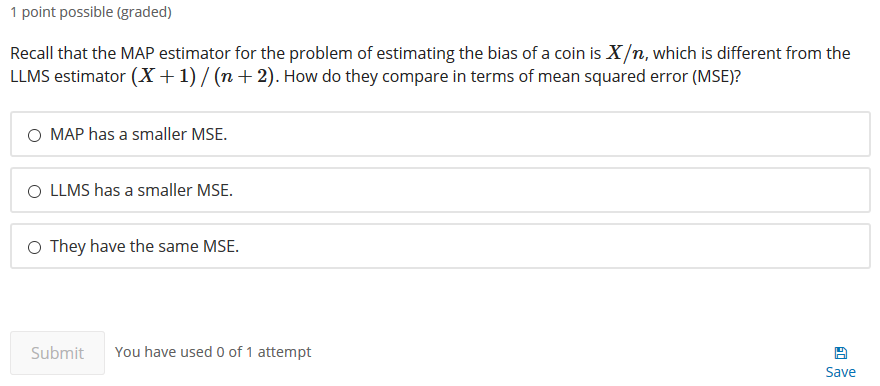 1 point possible (graded)
Recall that the MAP estimator for the problem of estimating the bias of a coin is X/n, which is different from the
LLMS estimator (X + 1) / (n + 2). How do they compare in terms of mean squared error (MSE)?
MAP has a smaller MSE.
LLMS has a smaller MSE.
They have the same MSE.
Submit
You have used 0 of 1 attempt
Save